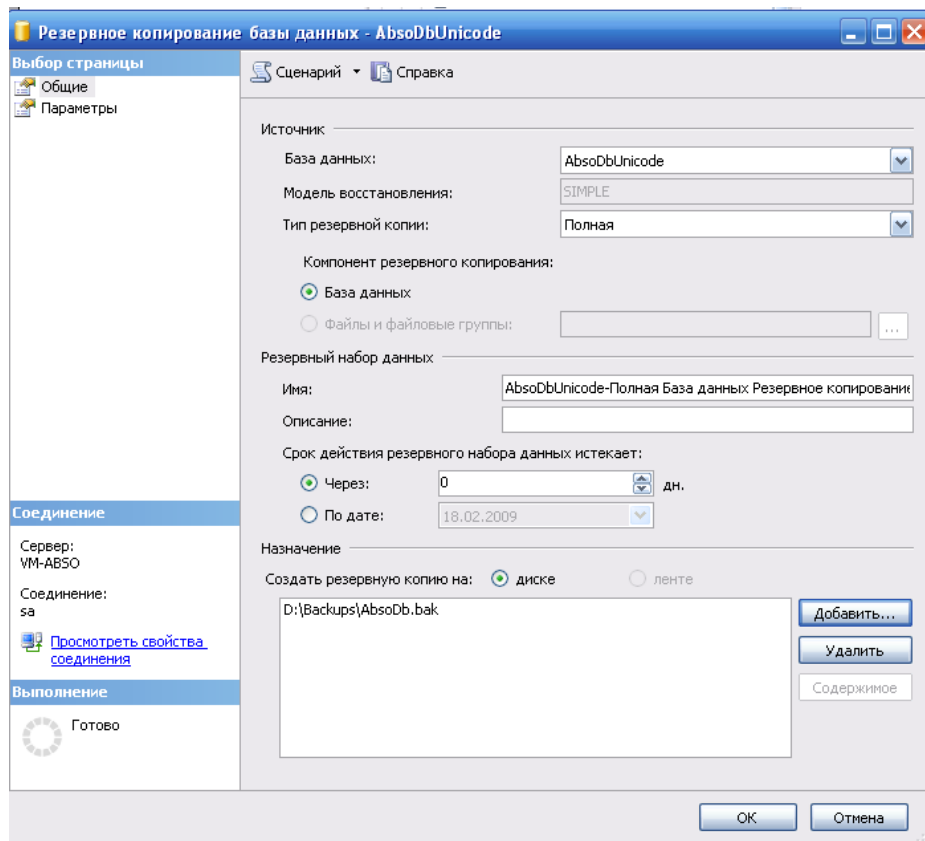 Резервное копирование базы данных - AbsoDbUnicode
Выбор страницы
Общие
Параметры
Сценарий
Справка
Источник
База данных:
AbsoDbUnicode
Модель восстановления:
SIMPLE
Тип резервной копии:
Полная
Компонент резервного копирования:
База данных
Файлы и файловые группы:
...
Резервный набор данных
Имя:
AbsoDbUnicode-Полная База данных Резервное копирование
Описание:
Срок действия резервного набора данных истекает:
Через:
0
дн.
По дате:
18.02.2009
Назначение
Создать резервную копию на:
диске
ленте
D:\Backups\AbsoDb.bak
Добавить...
Удалить
Содержимое
Соединение
Сервер:
VM-ABSO
Соединение:
sa
Просмотреть свойства
соединения
Выполнение
Готово
ОК
Отмена